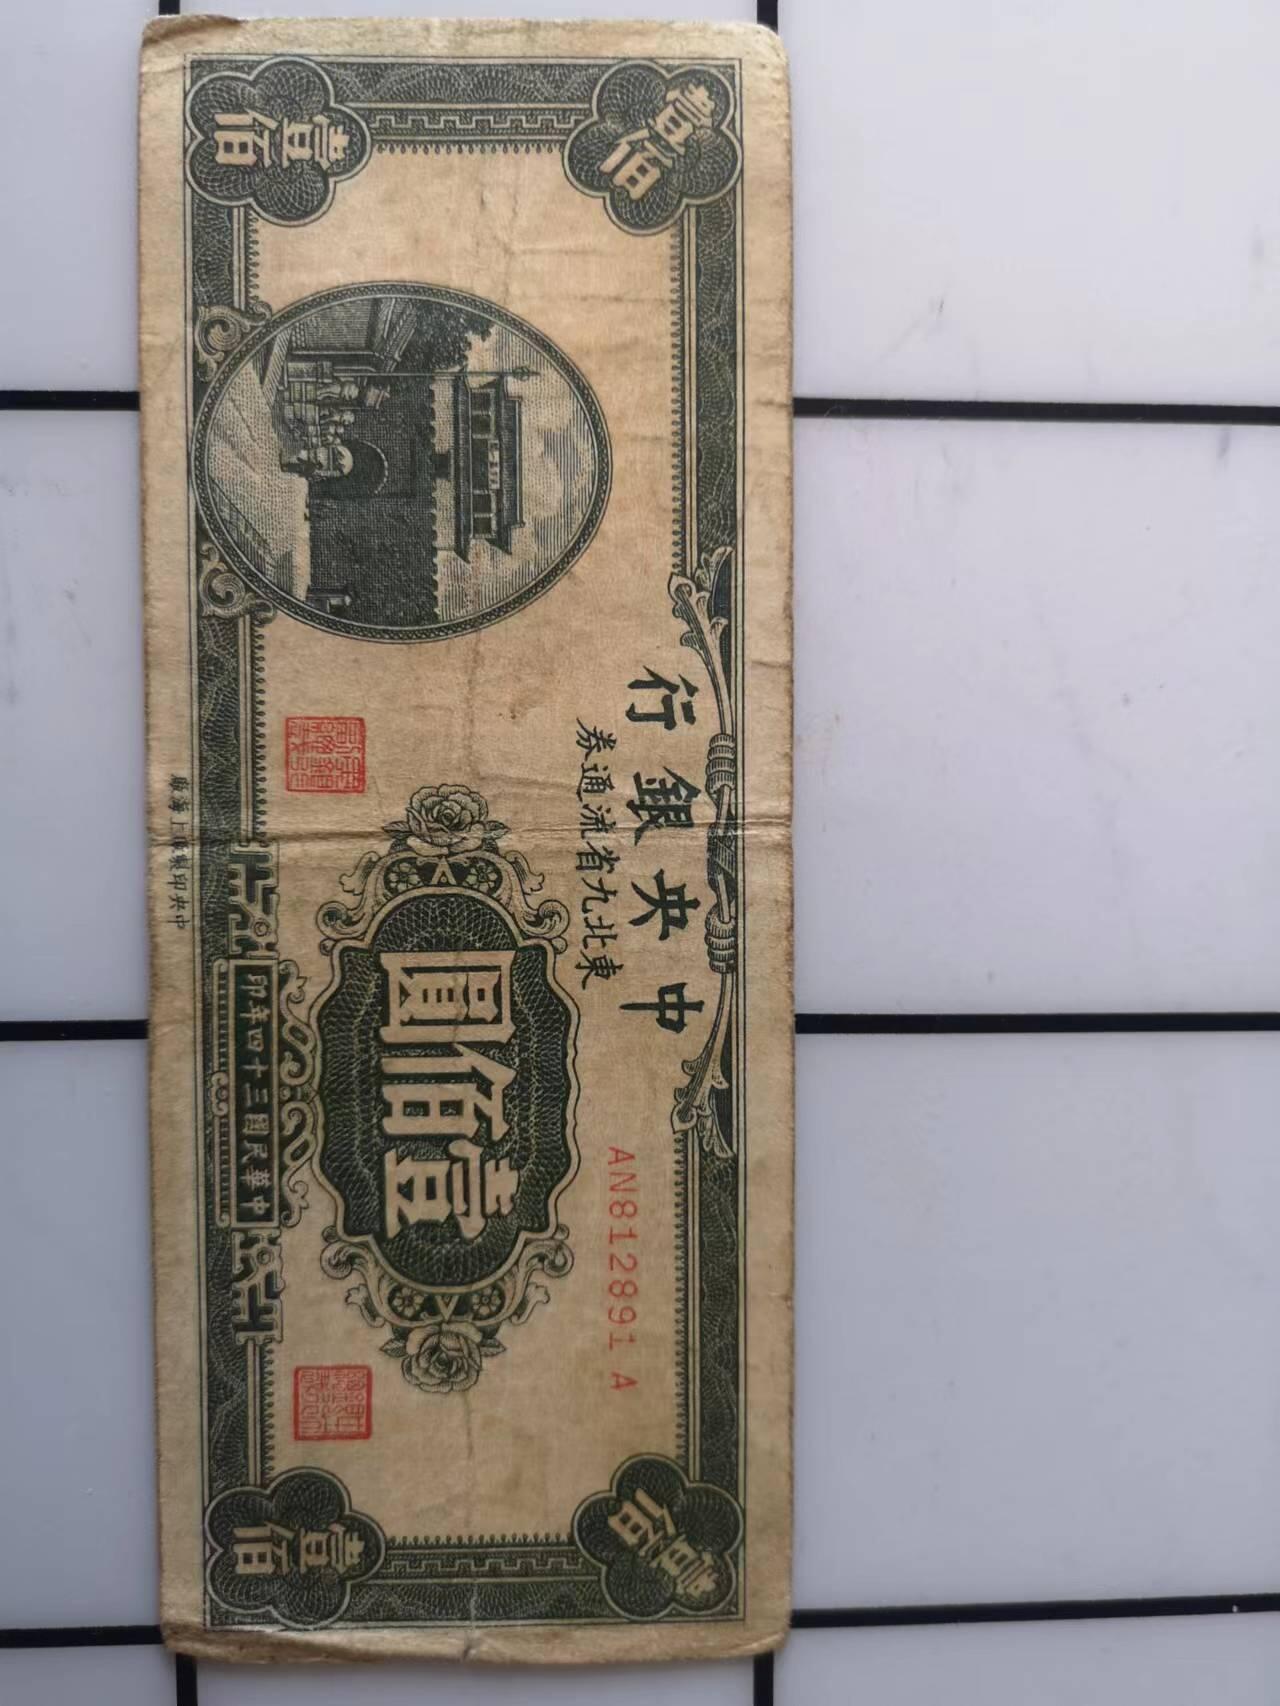 壹佰
壹佰
中央銀行
東北九省流通券
AN812891 A
壹佰圓
中華民國三十四年印
壹佰
壹佰
中央印製廠上海廠